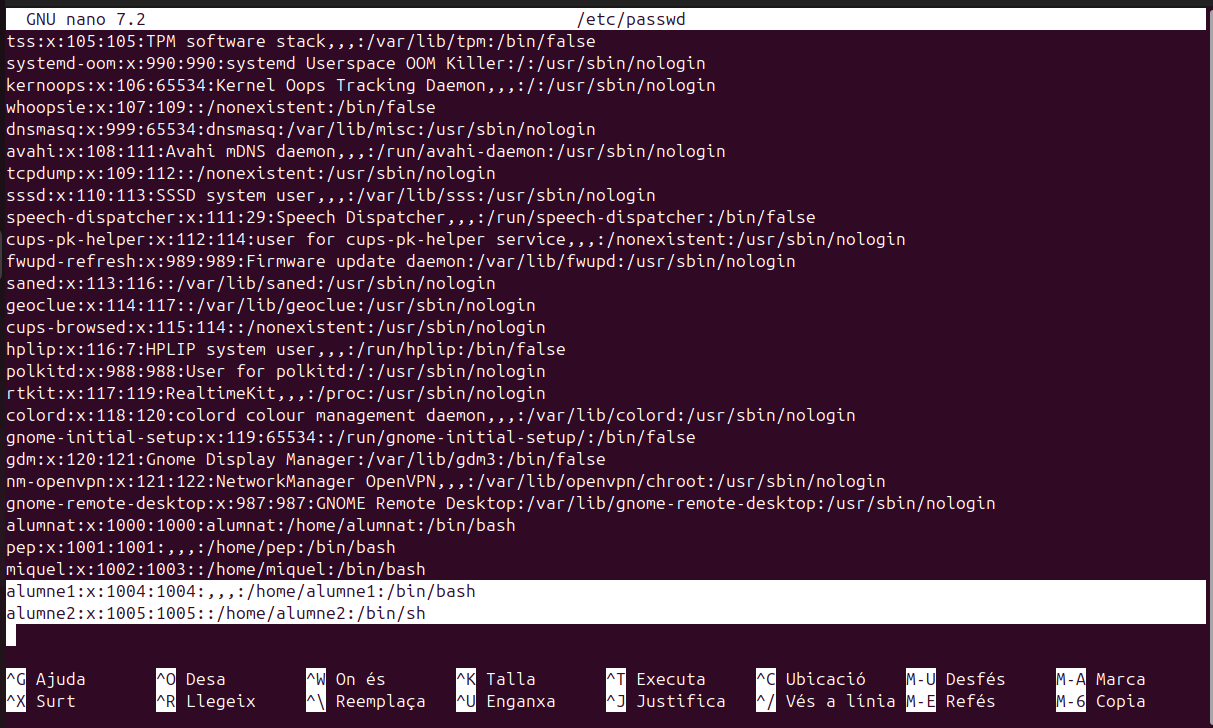 GNU nano 7.2 /etc/passwd
tss:x:105:105:TPM software stack,,,:/var/lib/tpm:/bin/false
systemd-oom:x:990:990:systemd Userspace OOM Killer:/:/usr/sbin/nologin
kernoops:x:106:65534:Kernel Oops Tracking Daemon,,,:/:/usr/sbin/nologin
whoopsie:x:107:109::/nonexistent:/bin/false
dnsmasq:x:999:65534:dnsmasq:/var/lib/misc:/usr/sbin/nologin
avahi:x:108:111:Avahi mDNS daemon,,,:/run/avahi-daemon:/usr/sbin/nologin
tcpdump:x:109:112::/nonexistent:/usr/sbin/nologin
sssd:x:110:113:SSSD system user,,,:/var/lib/sss:/usr/sbin/nologin
speech-dispatcher:x:111:29:Speech Dispatcher,,,:/run/speech-dispatcher:/bin/false
cups-pk-helper:x:112:114:user for cups-pk-helper service,,,:/nonexistent:/usr/sbin/nologin
fwupd-refresh:x:989:989:Firmware update daemon:/var/lib/fwupd:/usr/sbin/nologin
saned:x:113:116::/var/lib/saned:/usr/sbin/nologin
geoclue:x:114:117::/var/lib/geoclue:/usr/sbin/nologin
cups-browsed:x:115:114::/nonexistent:/usr/sbin/nologin
hplip:x:116:7:HPLIP system user,,,:/run/hplip:/bin/false
polkitd:x:988:988:User for polkitd:/:/usr/sbin/nologin
rtkit:x:117:119:RealtimeKit,,,:/proc:/usr/sbin/nologin
colord:x:118:120:colord colour management daemon,,,:/var/lib/colord:/usr/sbin/nologin
gnome-initial-setup:x:119:65534::/run/gnome-initial-setup/:/bin/false
gdm:x:120:121:Gnome Display Manager:/var/lib/gdm3:/bin/false
nm-openvpn:x:121:122:NetworkManager OpenVPN,,,:/var/lib/openvpn/chroot:/usr/sbin/nologin
gnome-remote-desktop:x:987:987:GNOME Remote Desktop:/var/lib/gnome-remote-desktop:/usr/sbin/nologin
alumnat:x:1000:1000:alumnat:/home/alumnat:/bin/bash
pep:x:1001:1001:,,,:/home/pep:/bin/bash
miquel:x:1002:1003::/home/miquel:/bin/bash
alumne1:x:1004:1004:,,,:/home/alumne1:/bin/bash
alumne2:x:1005:1005::/home/alumne2:/bin/sh
^G Ajuda ^O Desa ^W On és ^K Talla ^T Executa ^C Ubicació M-U Desfés M-A Marca
^X Surt ^R Llegeix ^\ Reemplaça ^U Enganxa ^J Justifica ^/ Vés a línia M-E Refés M-6 Copia